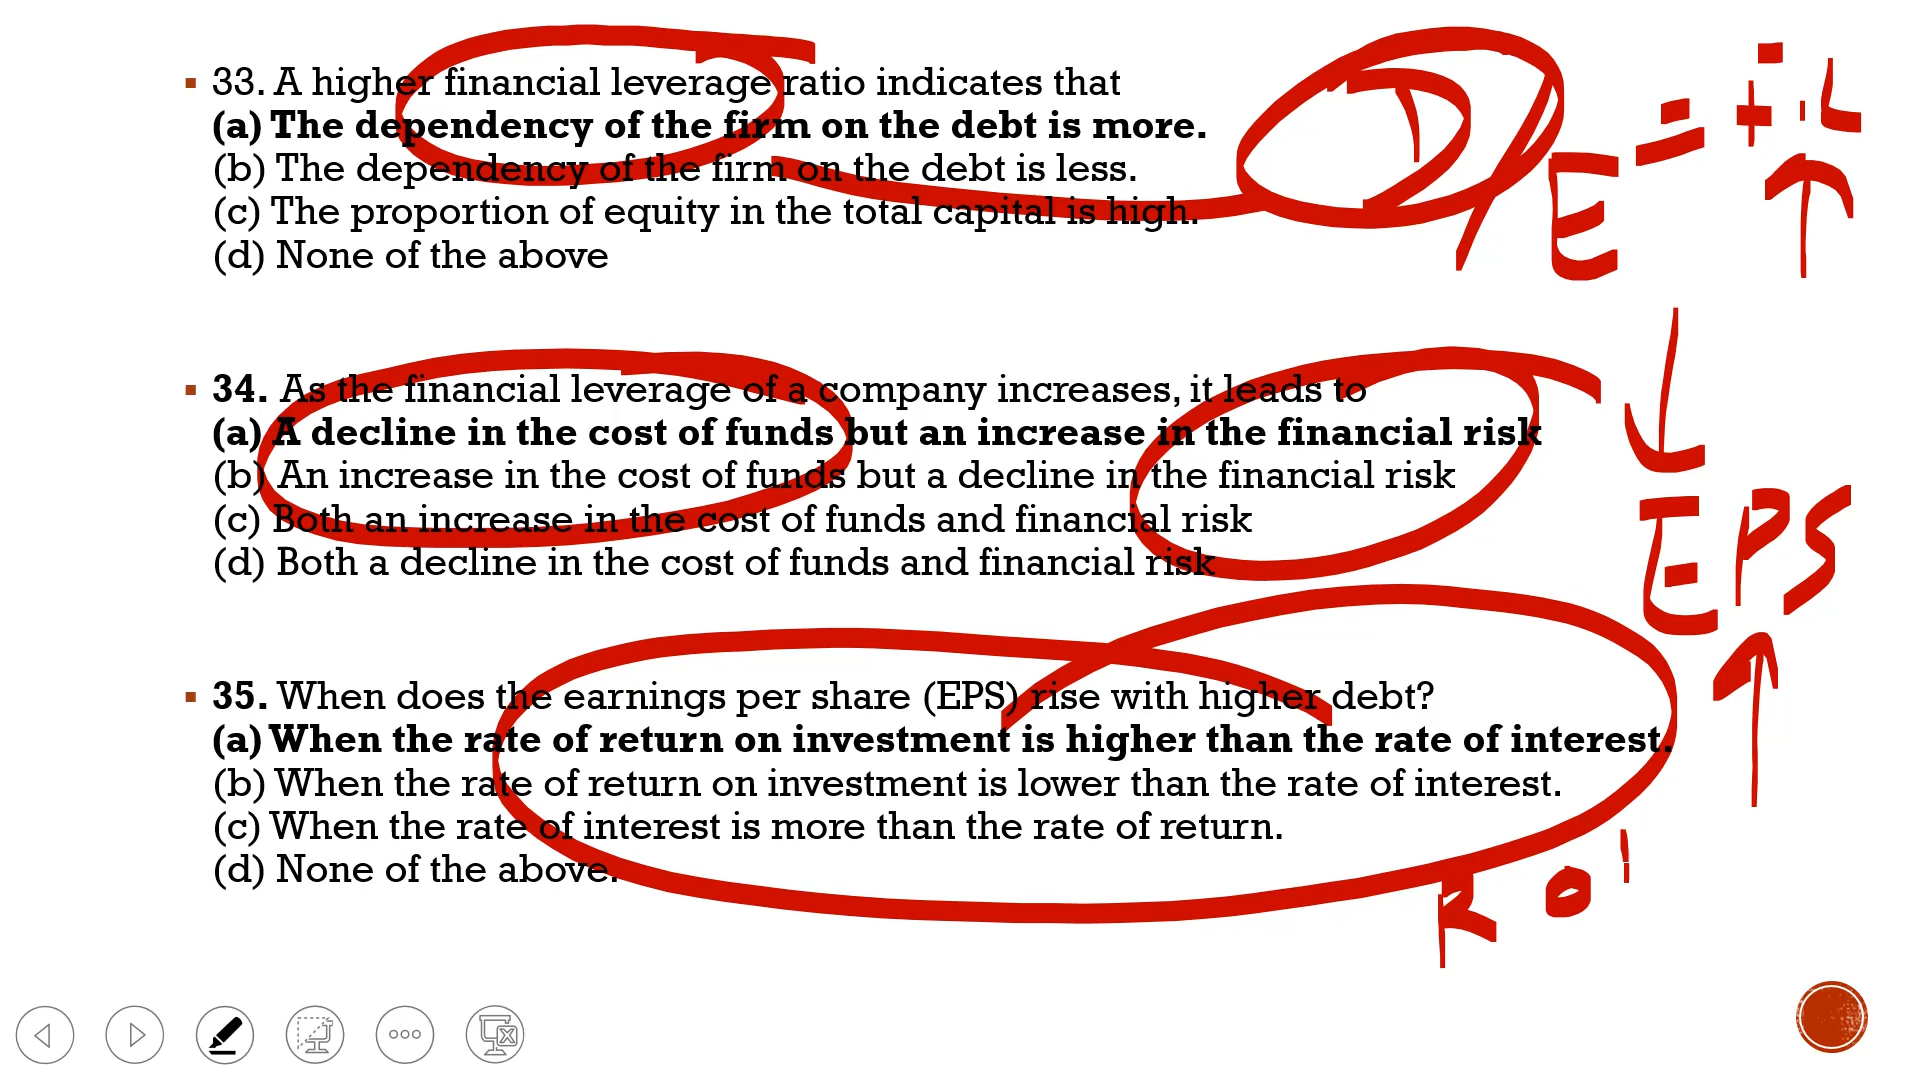 33. A higher financial leverage ratio indicates that
(a) The dependency of the firm on the debt is more.
(b) The dependency of the firm on the debt is less.
(c) The proportion of equity in the total capital is high.
(d) None of the above
34. As the financial leverage of a company increases, it leads to
(a) A decline in the cost of funds but an increase in the financial risk
(b) An increase in the cost of funds but a decline in the financial risk
(c) Both an increase in the cost of funds and financial risk
(d) Both a decline in the cost of funds and financial risk
35. When does the earnings per share (EPS) rise with higher debt?
(a) When the rate of return on investment is higher than the rate of interest.
(b) When the rate of return on investment is lower than the rate of interest.
(c) When the rate of interest is more than the rate of return.
(d) None of the above.
D/E =
EPS
ROI